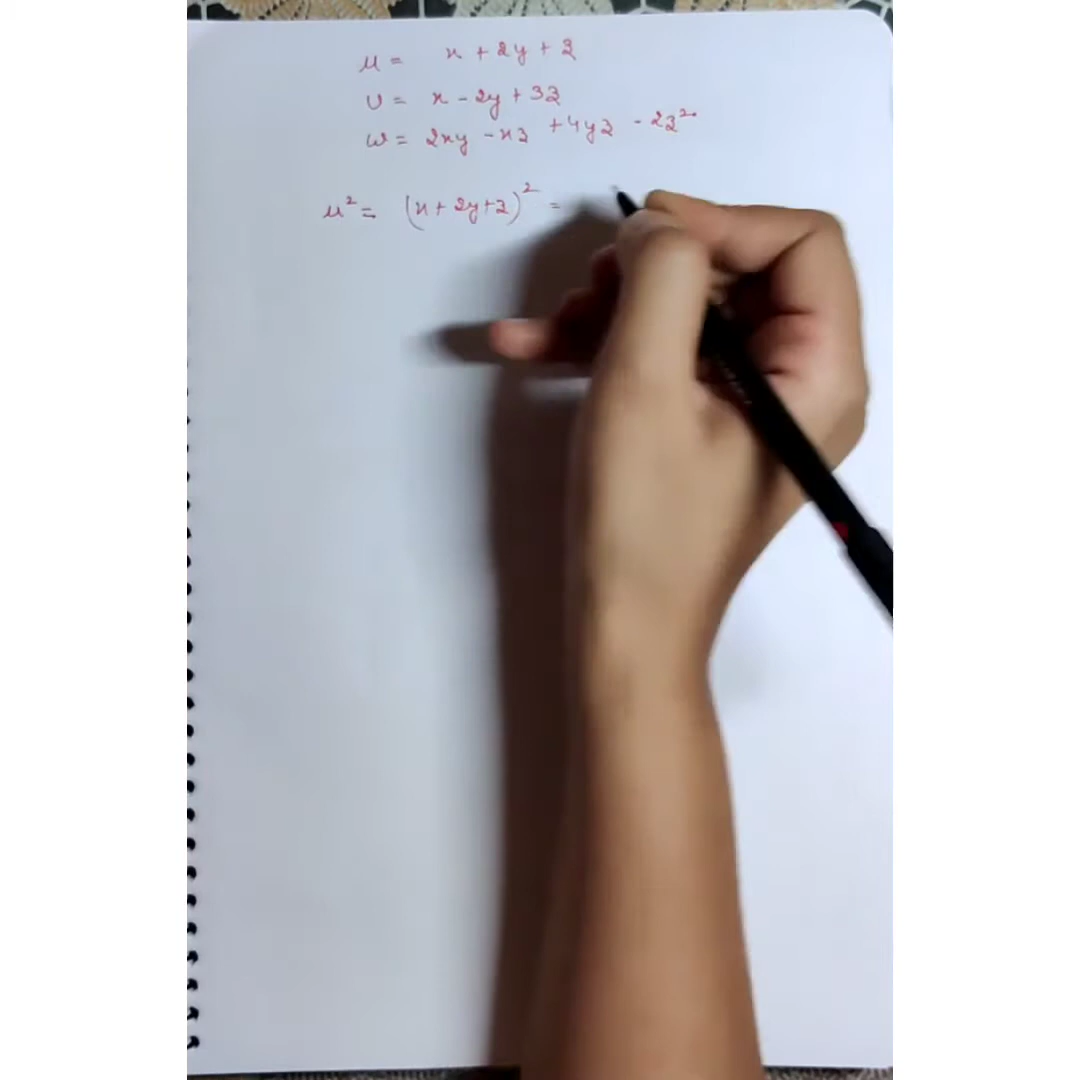 u = x + 2y + z
v = x - 2y + 3z
w = 2xy - xz + 4yz - 2z²
u² = (x + 2y + z)² =